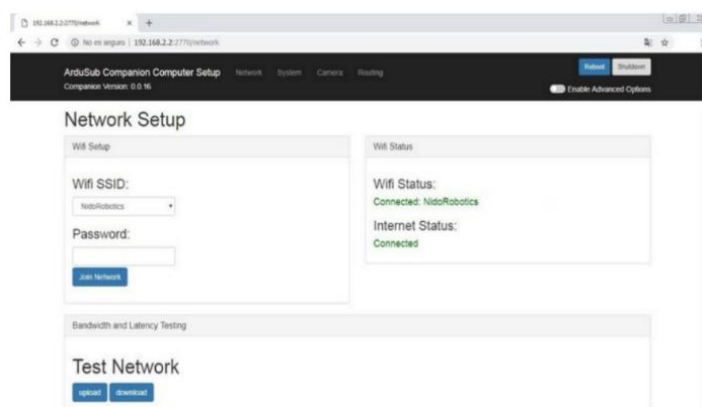 192.168.2.2:2770/network
No es seguro | 192.168.2.2:2770/network
ArduSub Companion Computer Setup Network System Camera Routing Reboot Shutdown
Companion Version: 0.0.16 Enable Advanced Options
Network Setup
Wifi Setup
Wifi SSID:
NidoRobotics
Password:
Join Network
Wifi Status
Wifi Status:
Connected: NidoRobotics
Internet Status:
Connected
Bandwidth and Latency Testing
Test Network
upload download